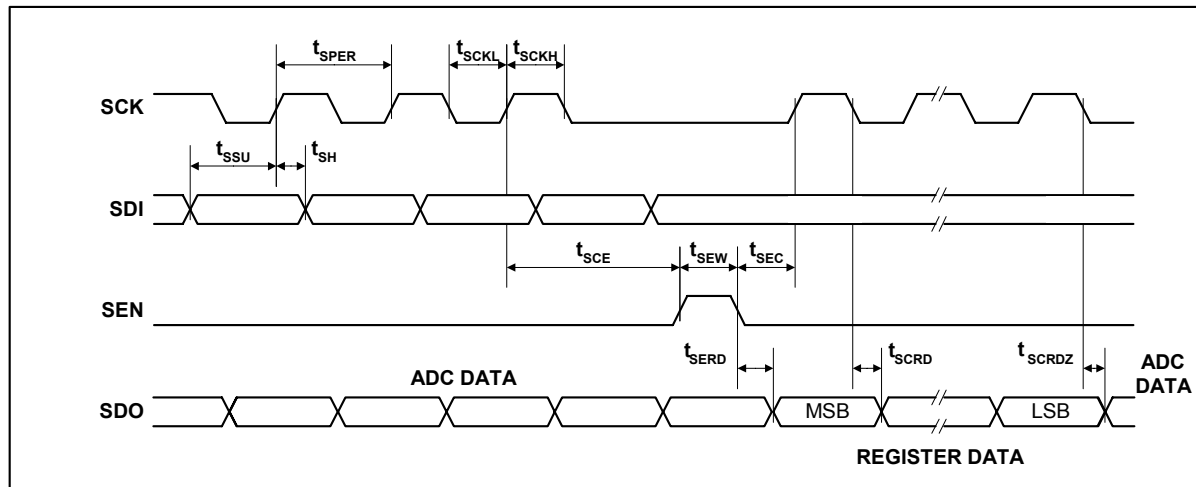 tSPER
tSCKL
tSCKH
SCK
tSSU
tSH
SDI
tSCE
tSEW
tSEC
SEN
tSERD
tSCRD
tSCRDZ
ADC DATA
ADC DATA
SDO
MSB
LSB
REGISTER DATA